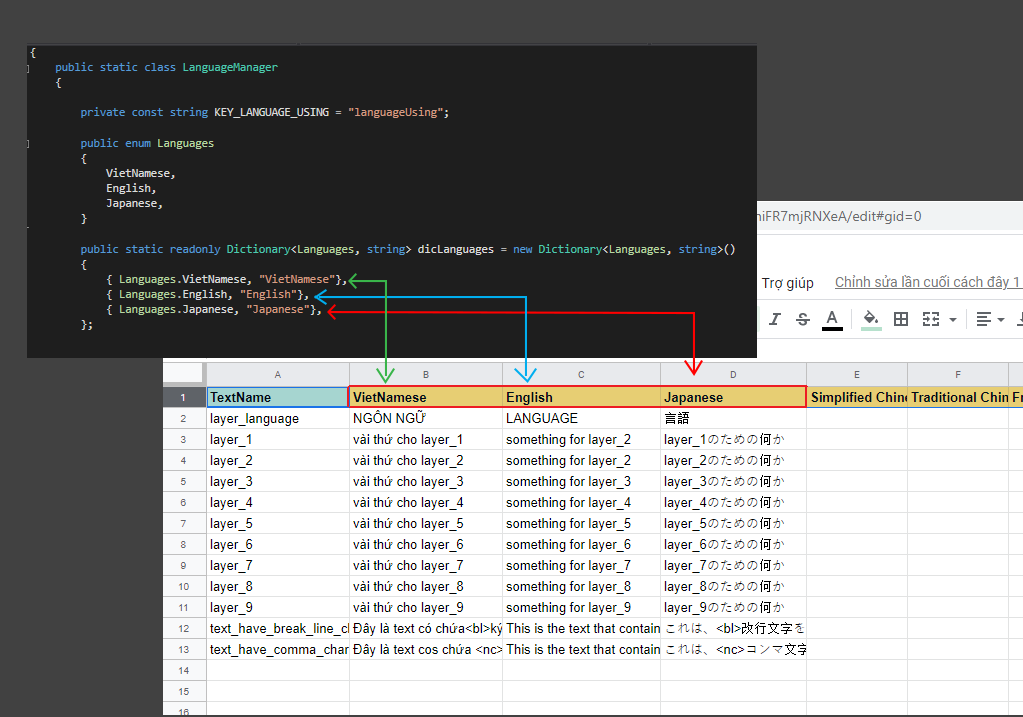 {
public static class LanguageManager
{
private const string KEY_LANGUAGE_USING = "languageUsing";
public enum Languages
{
VietNamese,
English,
Japanese,
}
public static readonly Dictionary<Languages, string> dicLanguages = new Dictionary<Languages, string>()
{
{ Languages.VietNamese, "VietNamese"},
{ Languages.English, "English"},
{ Languages.Japanese, "Japanese"},
};
niFR7mjRNXeA/edit#gid=0
Trợ giúp Chỉnh sửa lần cuối cách đây 1
A
A B C D E F
1 TextName VietNamese English Japanese Simplified Chine Traditional Chin Fr
2 layer_language NGÔN NGỮ LANGUAGE 言語
3 layer_1 vài thứ cho layer_1 something for layer_2 layer_1のための何か
4 layer_2 vài thứ cho layer_2 something for layer_2 layer_2のための何か
5 layer_3 vài thứ cho layer_3 something for layer_3 layer_3のための何か
6 layer_4 vài thứ cho layer_4 something for layer_4 layer_4のための何か
7 layer_5 vài thứ cho layer_5 something for layer_5 layer_5のための何か
8 layer_6 vài thứ cho layer_6 something for layer_6 layer_6のための何か
9 layer_7 vài thứ cho layer_7 something for layer_7 layer_7のための何か
10 layer_8 vài thứ cho layer_8 something for layer_8 layer_8のための何か
11 layer_9 vài thứ cho layer_9 something for layer_9 layer_9のための何か
12 text_have_break_line_cl Đây là text có chứa<bl>ký This is the text that contain これは、<bl>改行文字を
13 text_have_comma_char Đây là text cos chứa <nc> This is the text that contain これは、<nc>コンマ文字
14
15
16